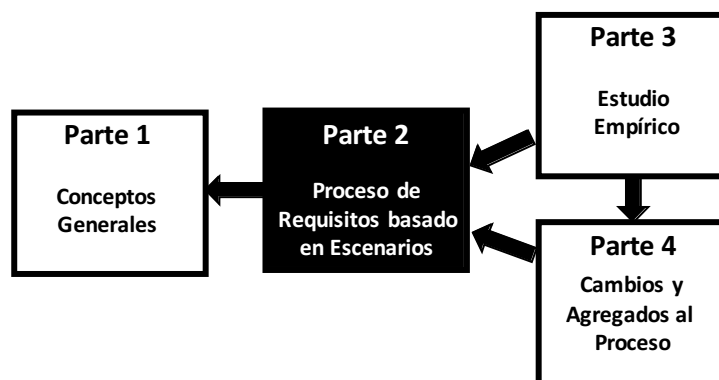 Parte 1
Conceptos
Generales
Parte 2
Proceso de
Requisitos basado
en Escenarios
Parte 3
Estudio
Empírico
Parte 4
Cambios y
Agregados al
Proceso